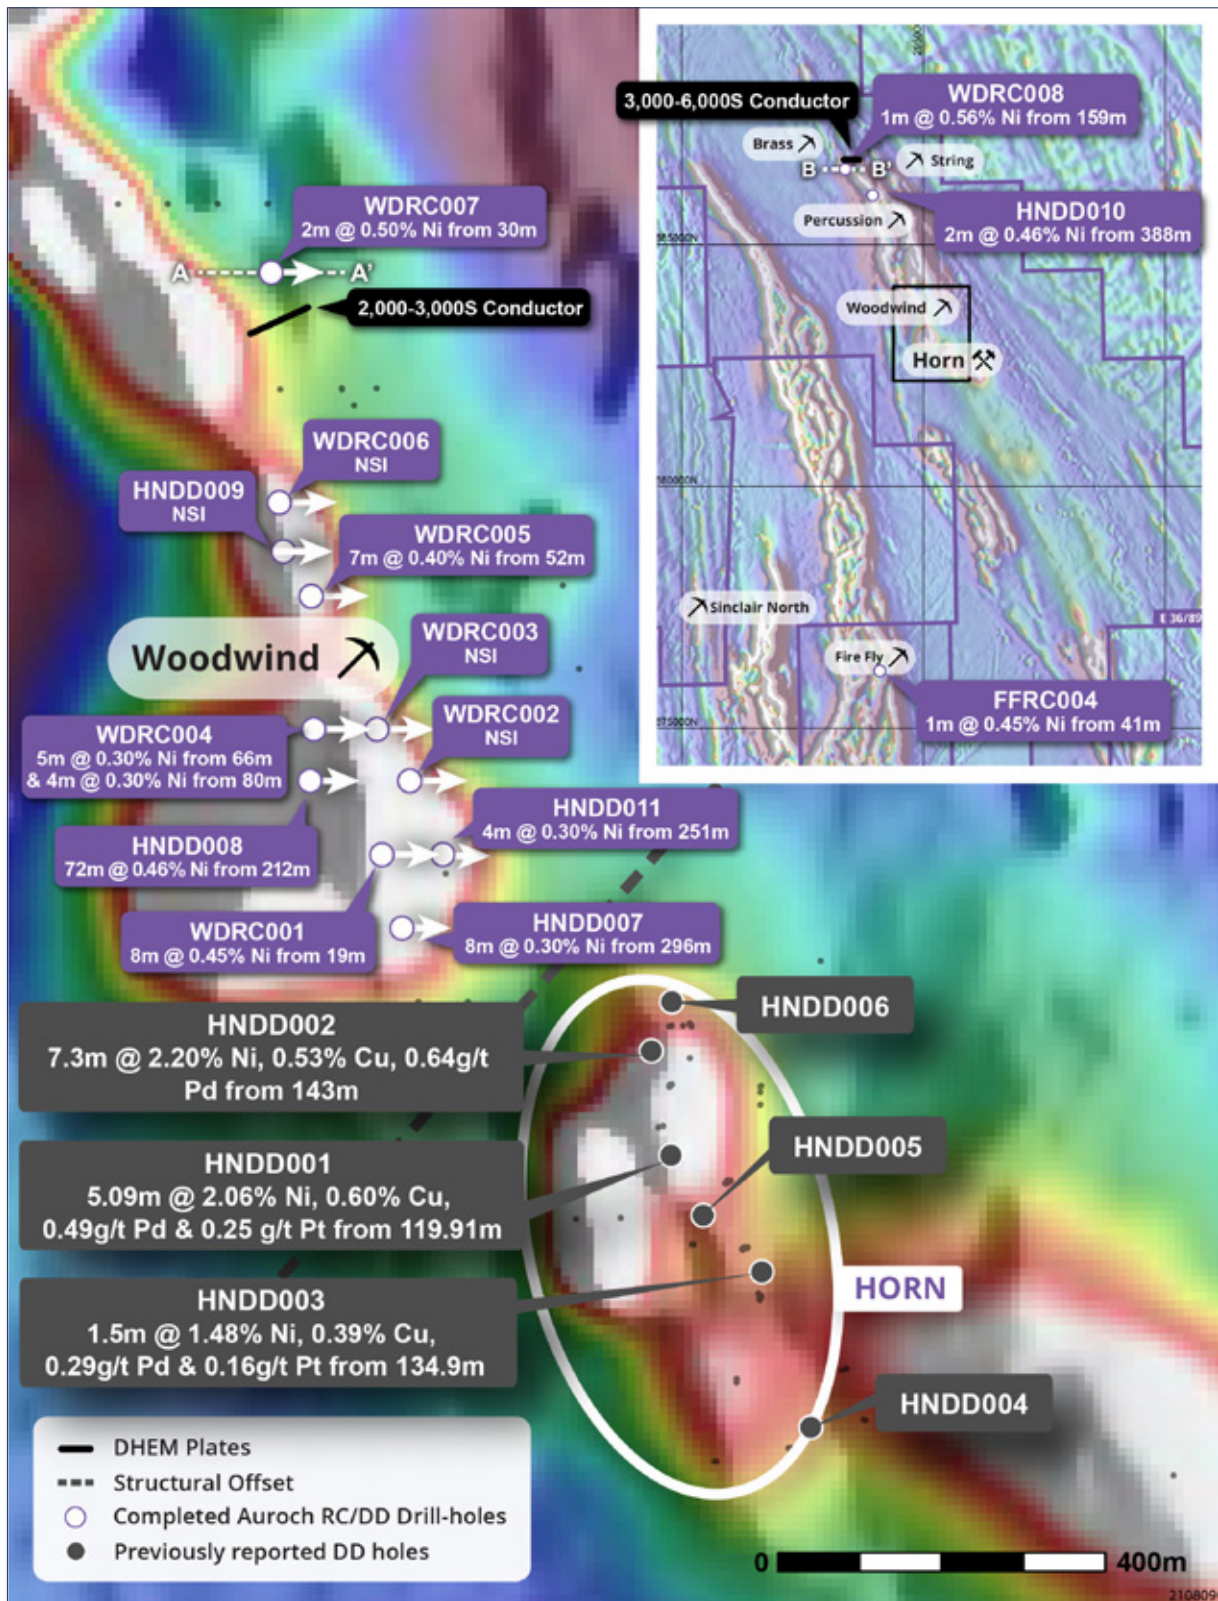 WDRC007
2m @ 0.50% Ni from 30m
A
A'
2,000-3,000S Conductor
WDRC006
NSI
HNDD009
NSI
WDRC005
7m @ 0.40% Ni from 52m
Woodwind
WDRC003
NSI
WDRC004
5m @ 0.30% Ni from 66m
& 4m @ 0.30% Ni from 80m
WDRC002
NSI
HNDD008
72m @ 0.46% Ni from 212m
HNDD011
4m @ 0.30% Ni from 251m
WDRC001
8m @ 0.45% Ni from 19m
HNDD007
8m @ 0.30% Ni from 296m
3,000-6,000S Conductor
WDRC008
1m @ 0.56% Ni from 159m
Brass
B
B'
String
Percussion
HNDD010
2m @ 0.46% Ni from 388m
Woodwind
Horn
Sinclair North
Fire Fly
FFRC004
1m @ 0.45% Ni from 41m
HNDD002
7.3m @ 2.20% Ni, 0.53% Cu, 0.64g/t
Pd from 143m
HNDD006
HNDD001
5.09m @ 2.06% Ni, 0.60% Cu,
0.49g/t Pd & 0.25 g/t Pt from 119.91m
HNDD005
HNDD003
1.5m @ 1.48% Ni, 0.39% Cu,
0.29g/t Pd & 0.16g/t Pt from 134.9m
HORN
HNDD004
DHEM Plates
Structural Offset
Completed Auroch RC/DD Drill-holes
Previously reported DD holes
0
400m